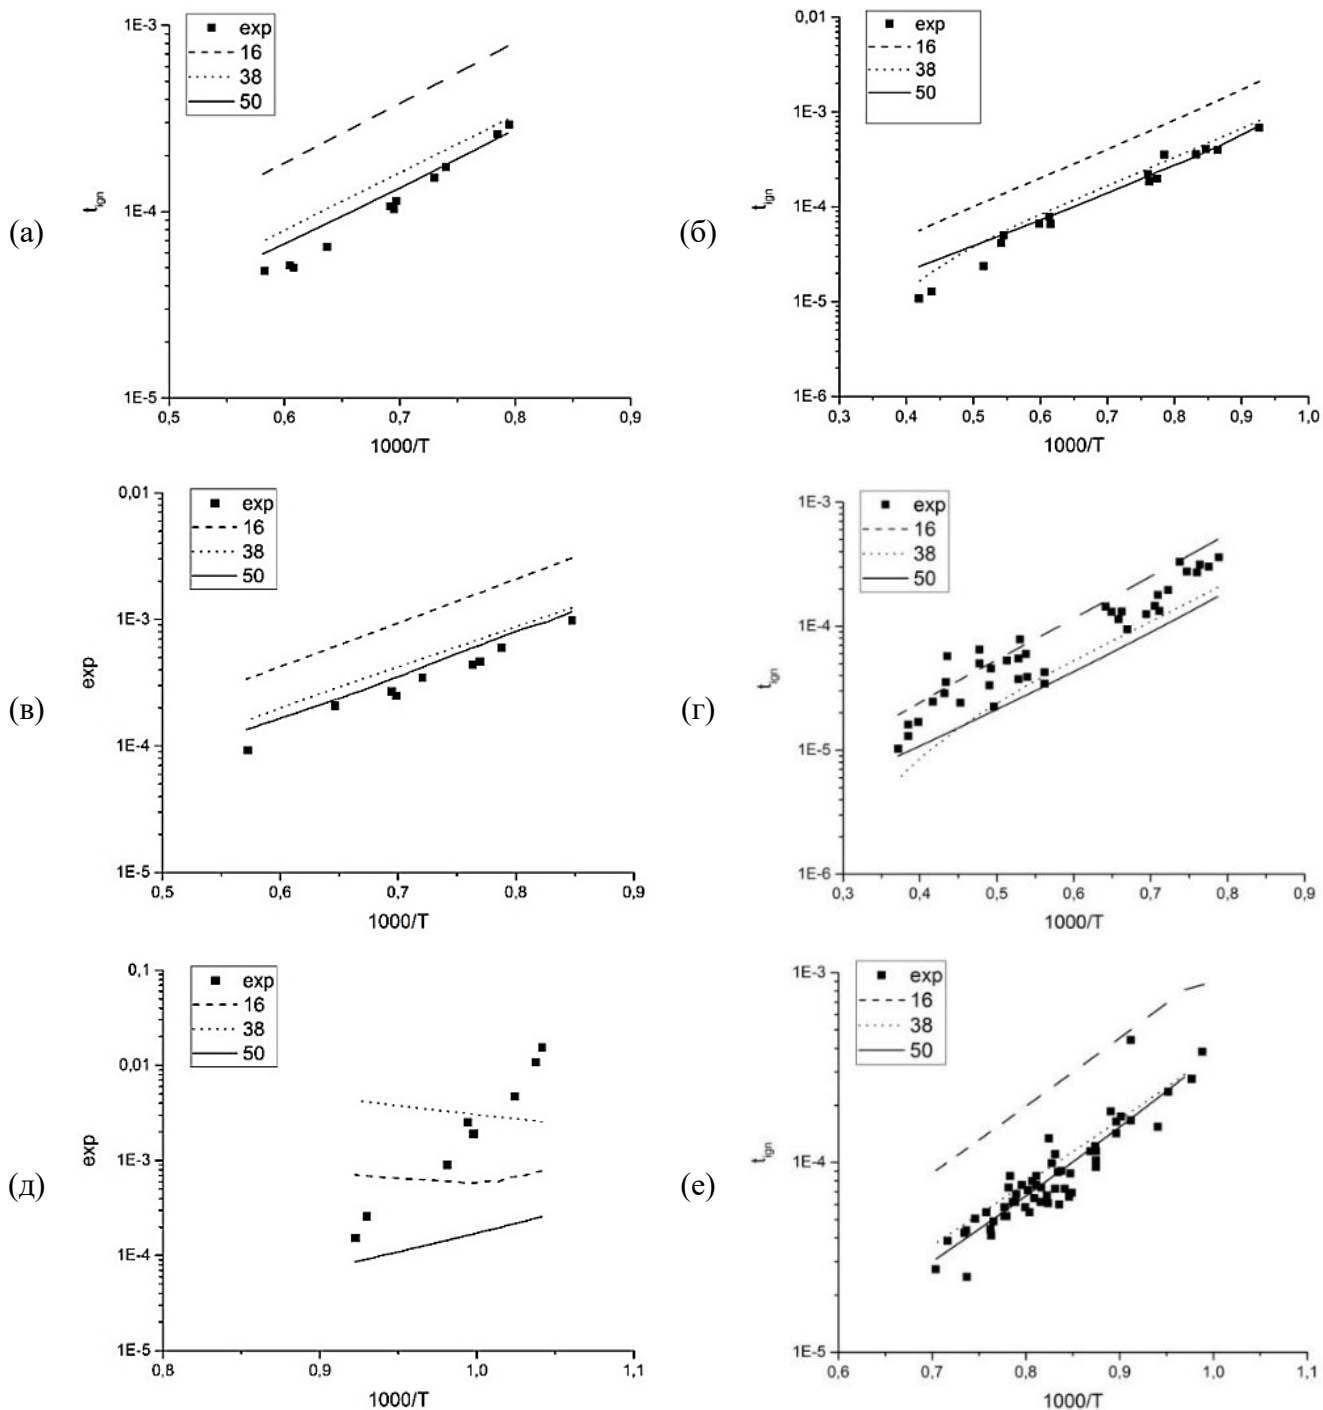 (а)
t_ign
1E-3
1E-4
1E-5
exp
16
38
50
0,5 0,6 0,7 0,8 0,9
1000/T
(б)
t_ign
0,01
1E-3
1E-4
1E-5
1E-6
exp
16
38
50
0,3 0,4 0,5 0,6 0,7 0,8 0,9 1,0
1000/T
(в)
exp
0,01
1E-3
1E-4
1E-5
exp
16
38
50
0,5 0,6 0,7 0,8 0,9
1000/T
(г)
t_ign
1E-3
1E-4
1E-5
1E-6
exp
16
38
50
0,3 0,4 0,5 0,6 0,7 0,8 0,9
1000/T
(д)
exp
0,1
0,01
1E-3
1E-4
1E-5
exp
16
38
50
0,8 0,9 1,0 1,1
1000/T
(е)
t_ign
1E-3
1E-4
1E-5
exp
16
38
50
0,6 0,7 0,8 0,9 1,0 1,1
1000/T